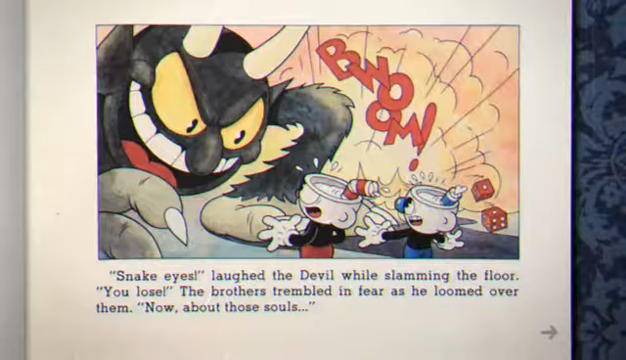 BWOOM!
"Snake eyes!" laughed the Devil while slamming the floor.
"You lose!" The brothers trembled in fear as he loomed over
them. "Now, about those souls..."